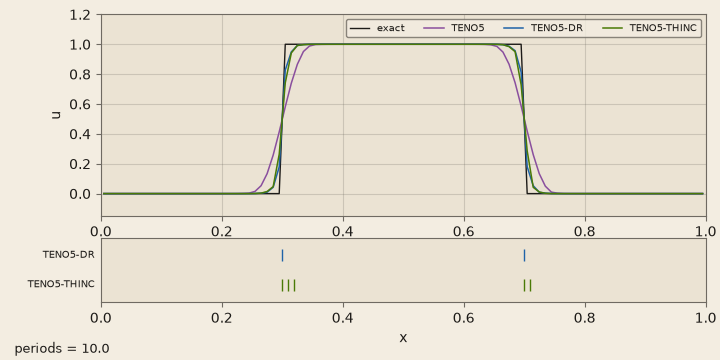 exact TENO5 TENO5-DR TENO5-THINC
1.2
1.0
0.8
0.6
0.4
0.2
0.0
u
0.0 0.2 0.4 0.6 0.8 1.0
TENO5-DR
TENO5-THINC
0.0 0.2 0.4 0.6 0.8 1.0
x
periods = 10.0